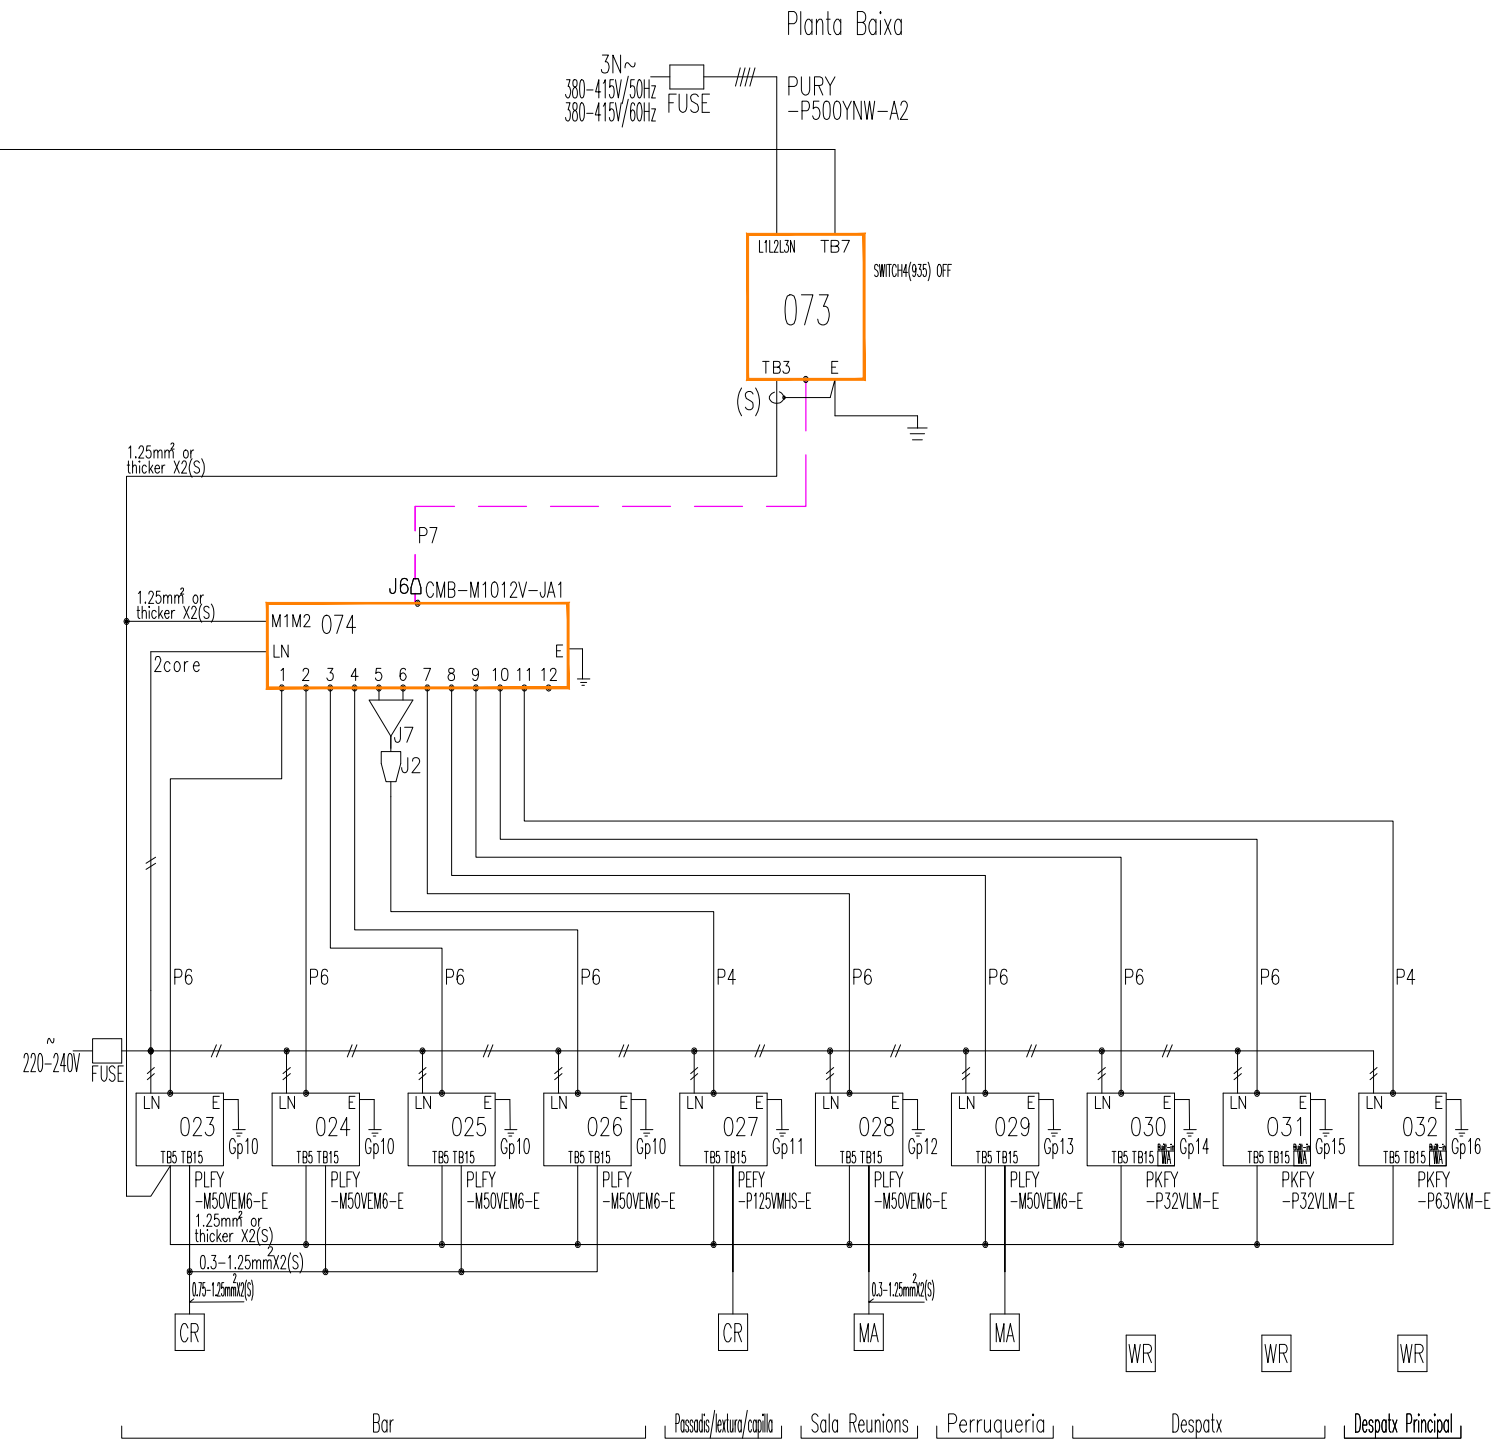 Planta Baixa
3N~
380-415V/50Hz
380-415V/60Hz
FUSE
PURY
-P500YNW-A2
L1L2L3N TB7
SWITCH4(935) OFF
073
TB3 E
(S)
1.25mm² or
thicker X2(S)
P7
J6 CMB-M1012V-JA1
1.25mm² or
thicker X2(S)
M1M2 074
LN E
2core
1 2 3 4 5 6 7 8 9 10 11 12
J7
J2
P6 P6 P6 P6 P4 P6 P6 P6 P6 P4
~
220-240V
FUSE
LN E LN E LN E LN E LN E LN E LN E LN E LN E LN E
023 024 025 026 027 028 029 030 031 032
Gp10 Gp10 Gp10 Gp10 Gp11 Gp12 Gp13 Gp14 Gp15 Gp16
TB5 TB15 TB5 TB15 TB5 TB15 TB5 TB15 TB5 TB15 TB5 TB15 TB5 TB15 TB5 TB15 TB5 TB15 TB5 TB15
PLFY PLFY PLFY PLFY PEFY PLFY PLFY PKFY PKFY PKFY
-M50VEM6-E -M50VEM6-E -M50VEM6-E -M50VEM6-E -P125VMHS-E -M50VEM6-E -M50VEM6-E -P32VLM-E -P32VLM-E -P63VKM-E
1.25mm² or
thicker X2(S)
0.3-1.25mm²X2(S)
0.75-1.25mm²X2(S) 0.3-1.25mm²X2(S)
CR CR MA MA WR WR WR
Bar Passadis/lextura/capilla Sala Reunions Perruqueria Despatx Despatx Principal